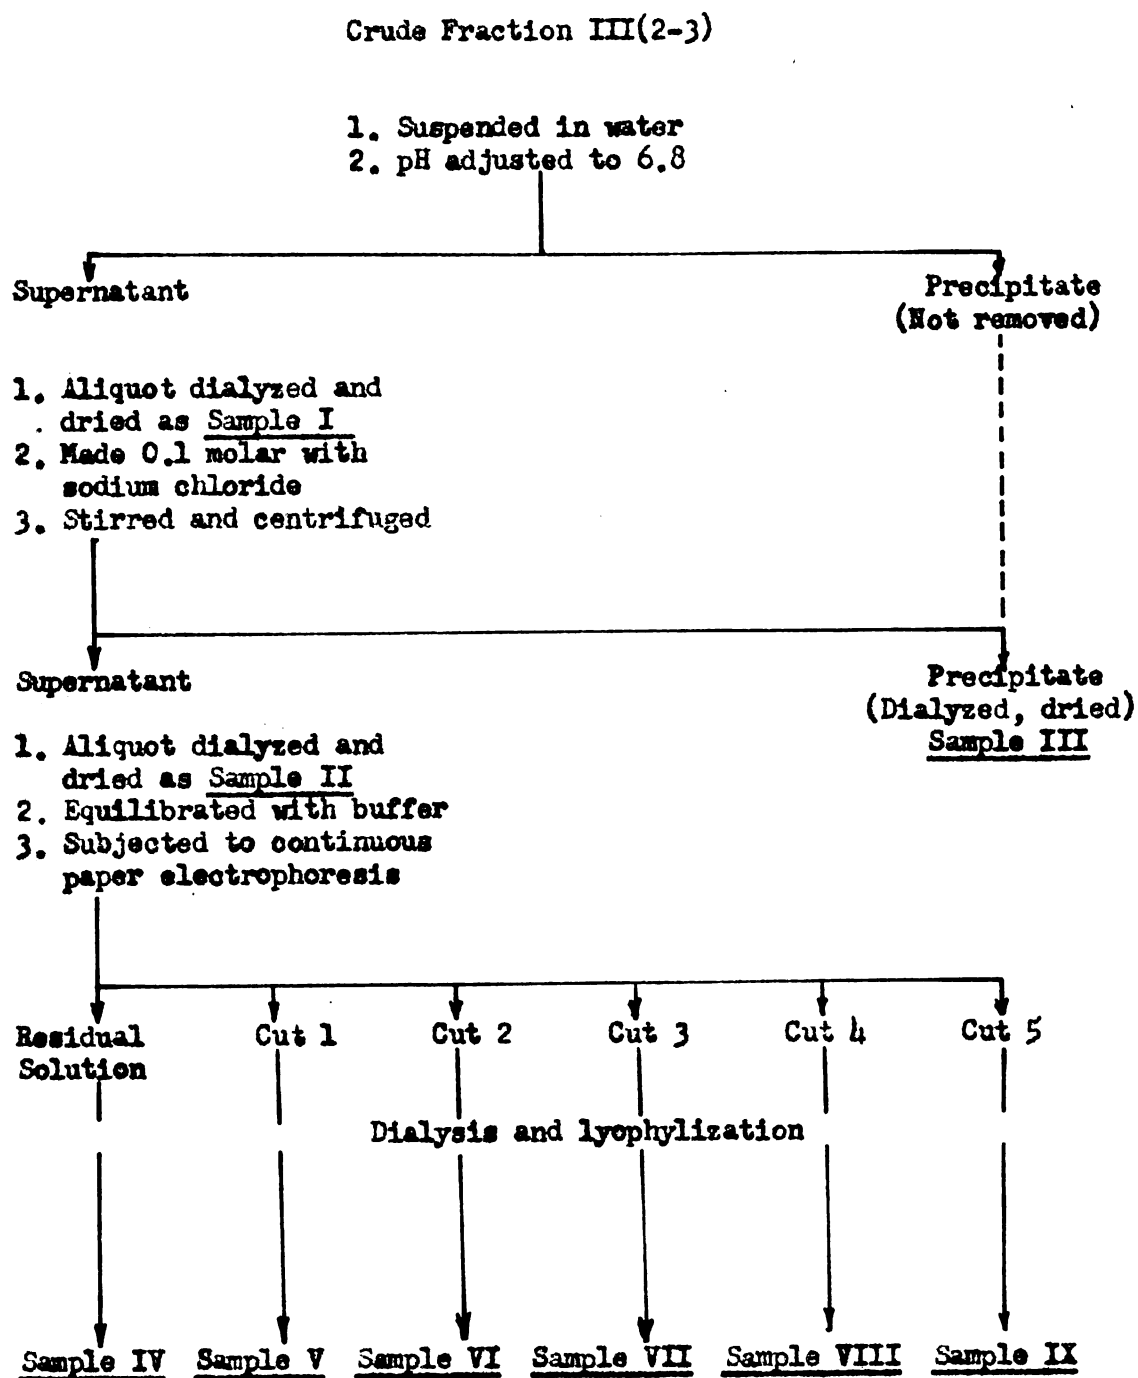 Crude Fraction III(2-3)
1. Suspended in water
2. pH adjusted to 6.8
Supernatant
Precipitate
(Not removed)
1. Aliquot dialyzed and
dried as Sample I
2. Made 0.1 molar with
sodium chloride
3. Stirred and centrifuged
Supernatant
Precipitate
(Dialyzed, dried)
Sample III
1. Aliquot dialyzed and
dried as Sample II
2. Equilibrated with buffer
3. Subjected to continuous
paper electrophoresis
Residual
Solution
Cut 1
Cut 2
Cut 3
Cut 4
Cut 5
Dialysis and lyophylization
Sample IV
Sample V
Sample VI
Sample VII
Sample VIII
Sample IX